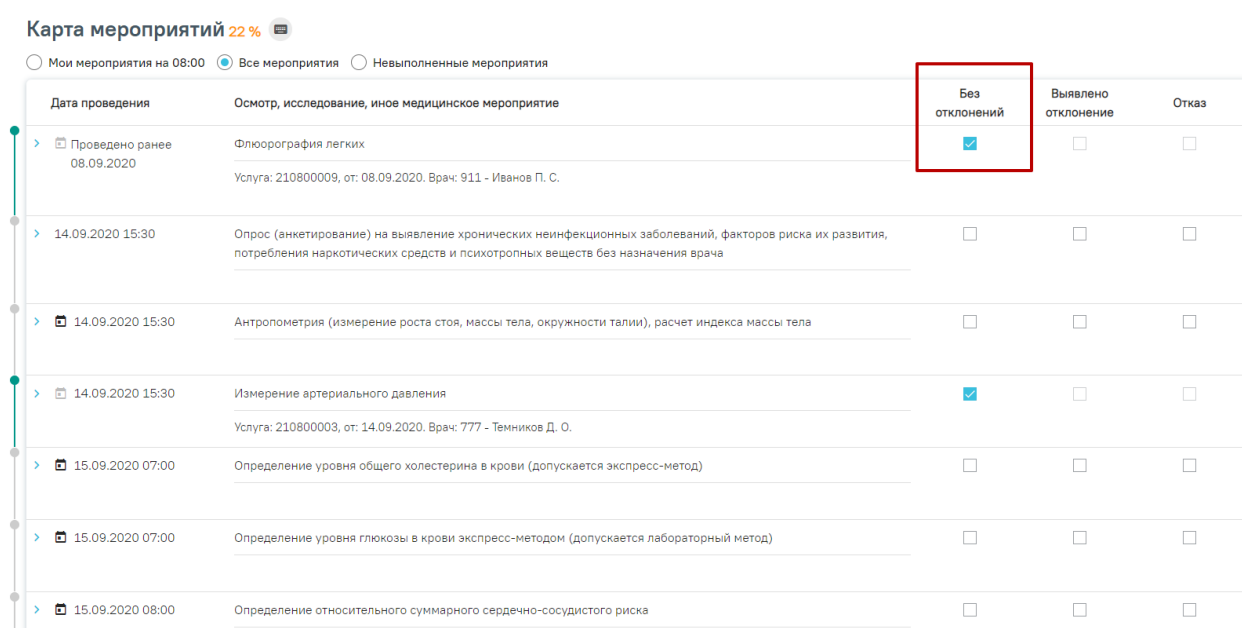 Карта мероприятий 22 %
Мои мероприятия на 08:00 Все мероприятия Невыполненные мероприятия
Дата проведения Осмотр, исследование, иное медицинское мероприятие Без отклонений Выявлено отклонение Отказ
Проведено ранее Флюорография легких
08.09.2020
Услуга: 210800009, от: 08.09.2020. Врач: 911 - Иванов П. С.
14.09.2020 15:30 Опрос (анкетирование) на выявление хронических неинфекционных заболеваний, факторов риска их развития,
потребления наркотических средств и психотропных веществ без назначения врача
14.09.2020 15:30 Антропометрия (измерение роста стоя, массы тела, окружности талии), расчет индекса массы тела
14.09.2020 15:30 Измерение артериального давления
Услуга: 210800003, от: 14.09.2020. Врач: 777 - Темников Д. О.
15.09.2020 07:00 Определение уровня общего холестерина в крови (допускается экспресс-метод)
15.09.2020 07:00 Определение уровня глюкозы в крови экспресс-методом (допускается лабораторный метод)
15.09.2020 08:00 Определение относительного суммарного сердечно-сосудистого риска